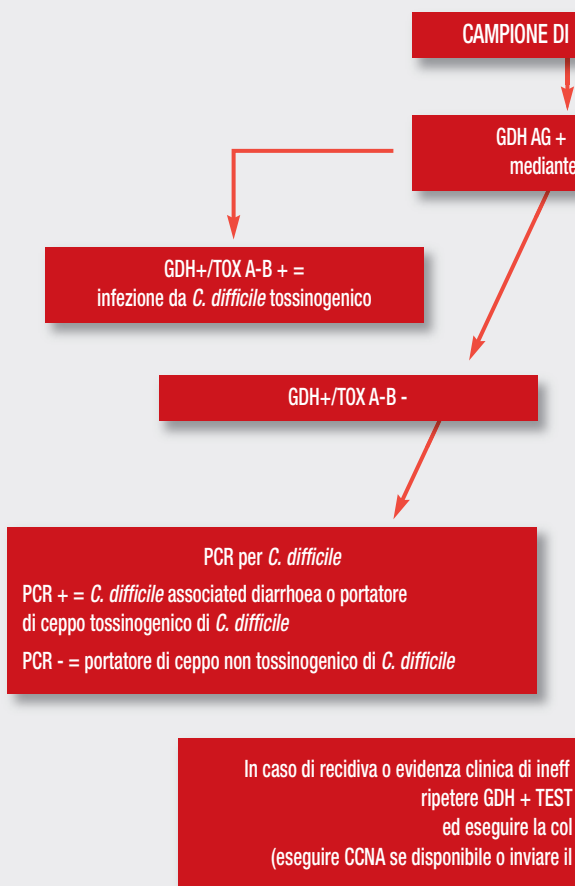 CAMPIONE DI
GDH AG +
mediante
GDH+/TOX A-B + =
infezione da C. difficile tossinogenico
GDH+/TOX A-B -
PCR per C. difficile
PCR + = C. difficile associated diarrhoea o portatore
di ceppo tossinogenico di C. difficile
PCR - = portatore di ceppo non tossinogenico di C. difficile
In caso di recidiva o evidenza clinica di ineff
ripetere GDH + TEST
ed eseguire la col
(eseguire CCNA se disponibile o inviare il